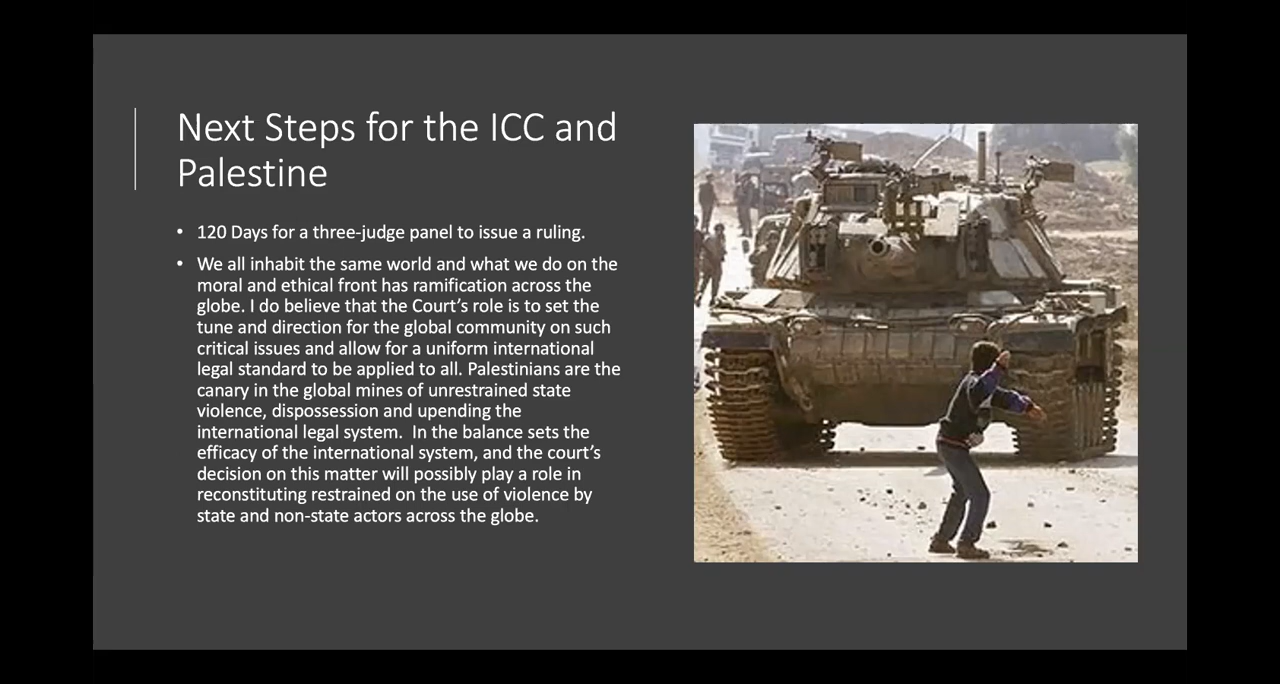 Next Steps for the ICC and
Palestine
• 120 Days for a three-judge panel to issue a ruling.
• We all inhabit the same world and what we do on the
moral and ethical front has ramification across the
globe. I do believe that the Court's role is to set the
tune and direction for the global community on such
critical issues and allow for a uniform international
legal standard to be applied to all. Palestinians are the
canary in the global mines of unrestrained state
violence, dispossession and upending the
international legal system.  In the balance sets the
efficacy of the international system, and the court's
decision on this matter will possibly play a role in
reconstituting restrained on the use of violence by
state and non-state actors across the globe.